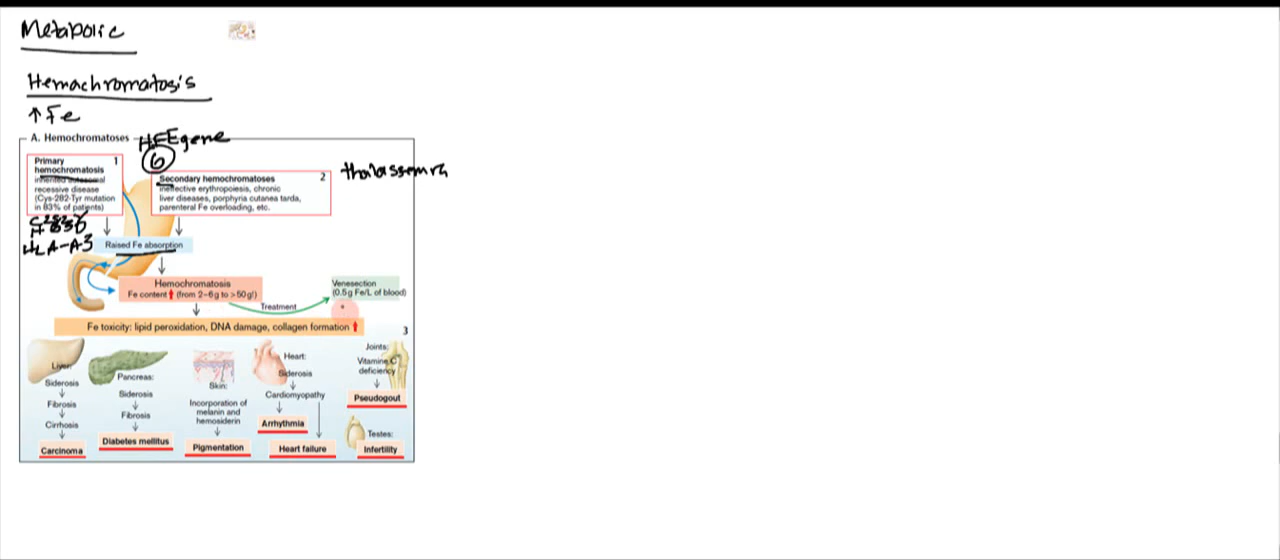 Metabolic
Hemachromatosis
↑ Fe
A. Hemochromatoses
HFE gene
6
Primary 1
hemochromatosis
inherited autosomal
recessive disease
(Cys-282-Tyr mutation
in 83% of patients)
Secondary hemochromatoses 2
ineffective erythropoiesis, chronic
liver diseases, porphyria cutanea tarda,
parenteral Fe overloading, etc.
thalassemia
HLA-A3
Raised Fe absorption
Hemochromatosis
Fe content ↑ (from 2–6g to >50g!)
Treatment
Venesection
(0.5g Fe/L of blood)
Fe toxicity: lipid peroxidation, DNA damage, collagen formation ↑
3
Liver:
Siderosis
Fibrosis
Cirrhosis
Carcinoma
Pancreas:
Siderosis
Fibrosis
Diabetes mellitus
Skin:
Incorporation of
melanin and
hemosiderin
Pigmentation
Heart:
Siderosis
Cardiomyopathy
Arrhythmia
Heart failure
Joints:
Vitamine C
deficiency
Pseudogout
Testes:
Infertility